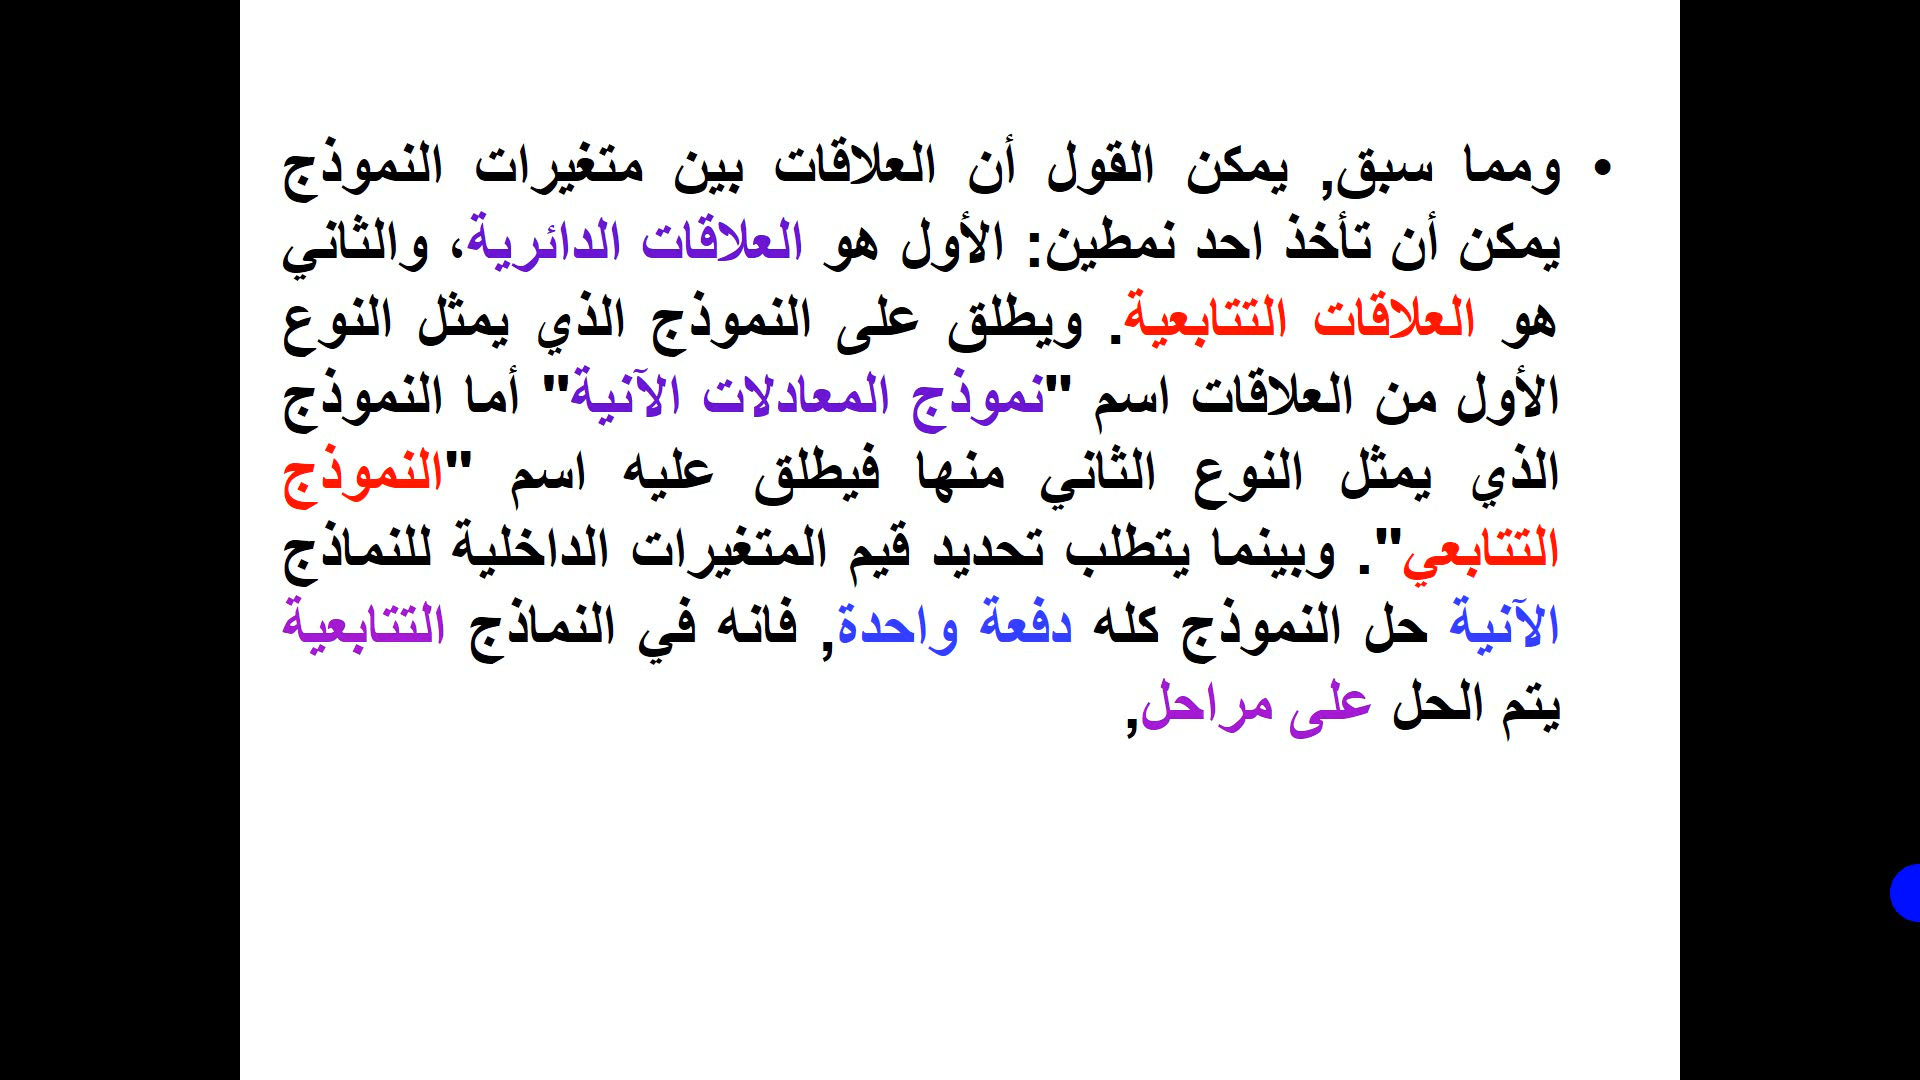 • ومما سبق, يمكن القول أن العلاقات بين متغيرات النموذج
يمكن أن تأخذ احد نمطين: الأول هو العلاقات الدائرية، والثاني
هو العلاقات التتابعية. ويطلق على النموذج الذي يمثل النوع
الأول من العلاقات اسم "نموذج المعادلات الآنية" أما النموذج
الذي يمثل النوع الثاني منها فيطلق عليه اسم "النموذج
التتابعي". وبينما يتطلب تحديد قيم المتغيرات الداخلية للنماذج
الآنية حل النموذج كله دفعة واحدة, فانه في النماذج التتابعية
يتم الحل على مراحل,